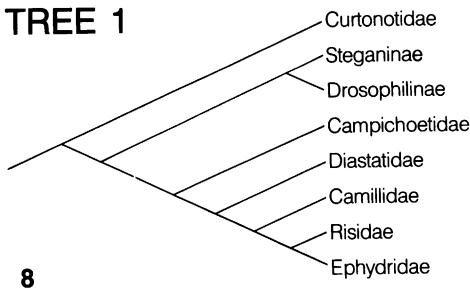 TREE 1
Curtonotidae
Steganinae
Drosophilinae
Campichoetidae
Diastatidae
Camillidae
Risidae
Ephydridae
8